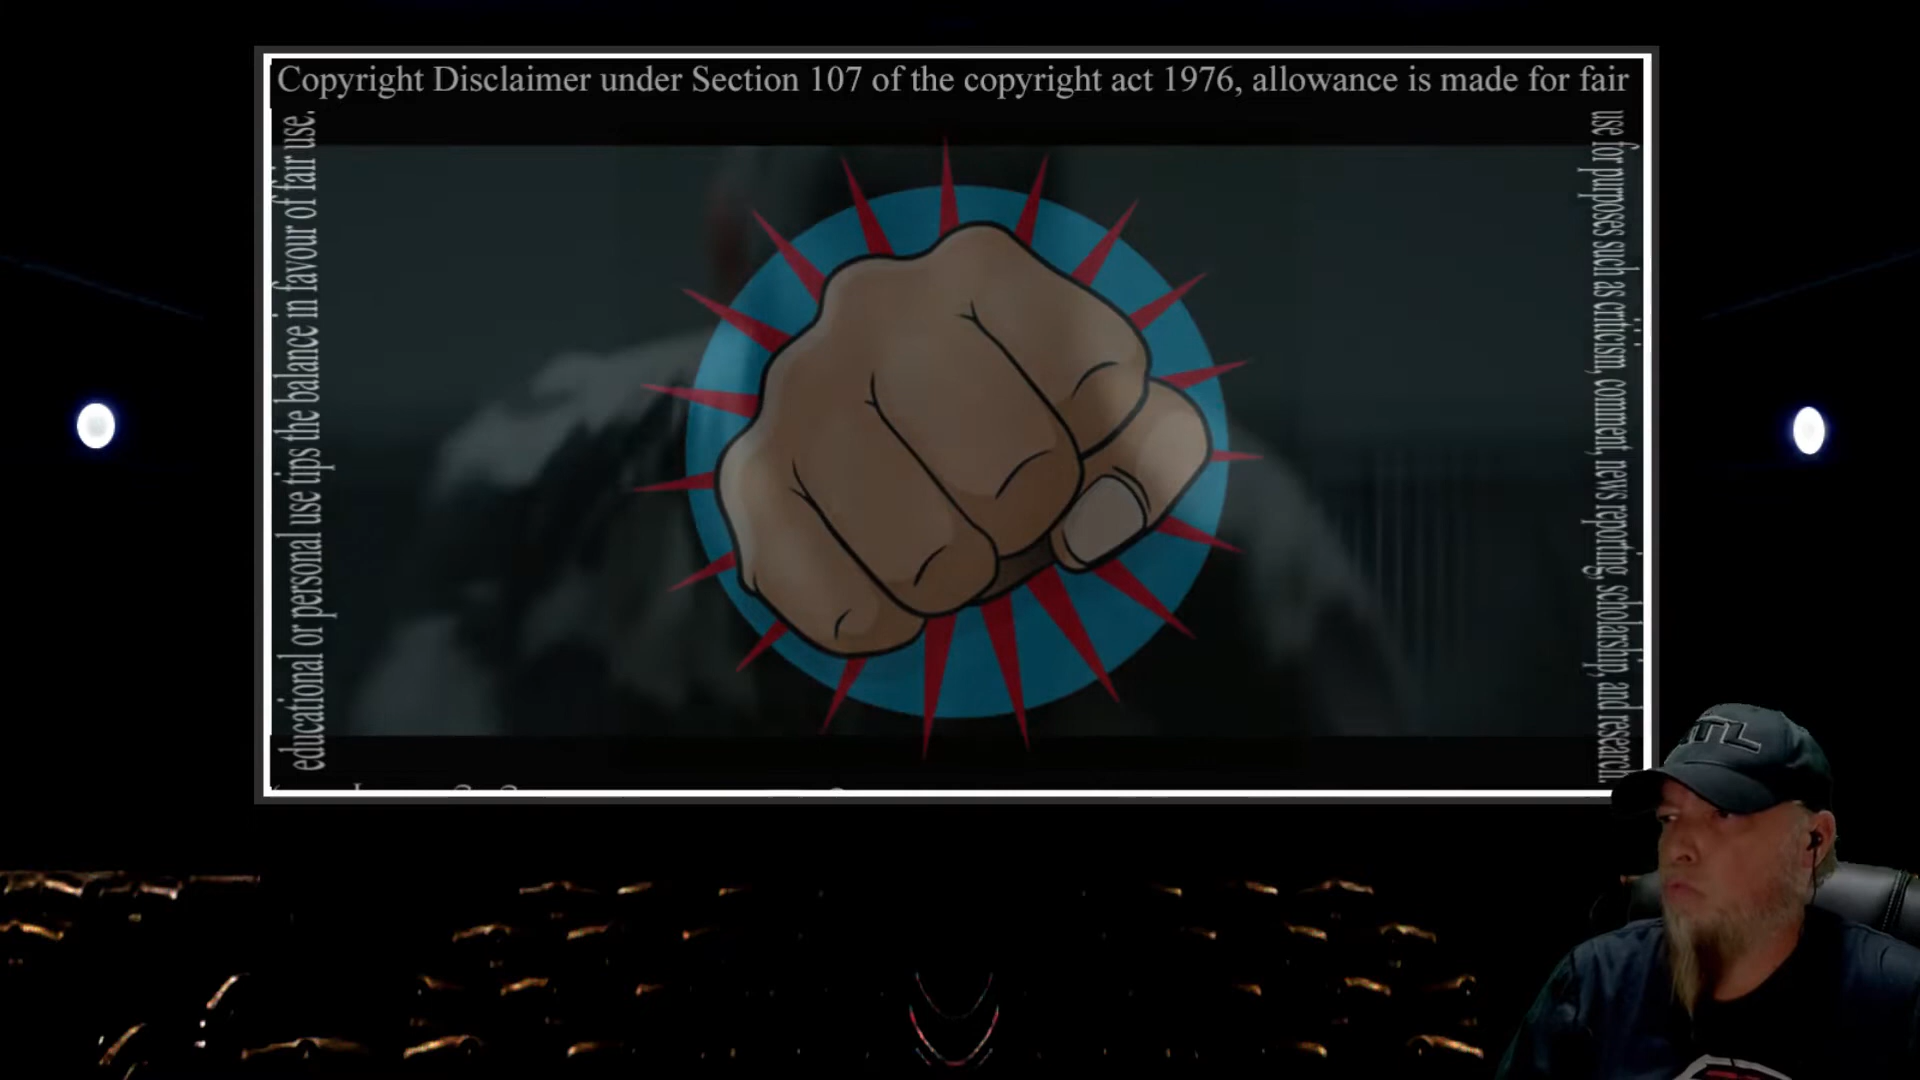 Copyright Disclaimer under Section 107 of the copyright act 1976, allowance is made for fair
use for purposes such as criticism, comment, news reporting, scholarship, and research.
educational or personal use tips the balance in favour of fair use.